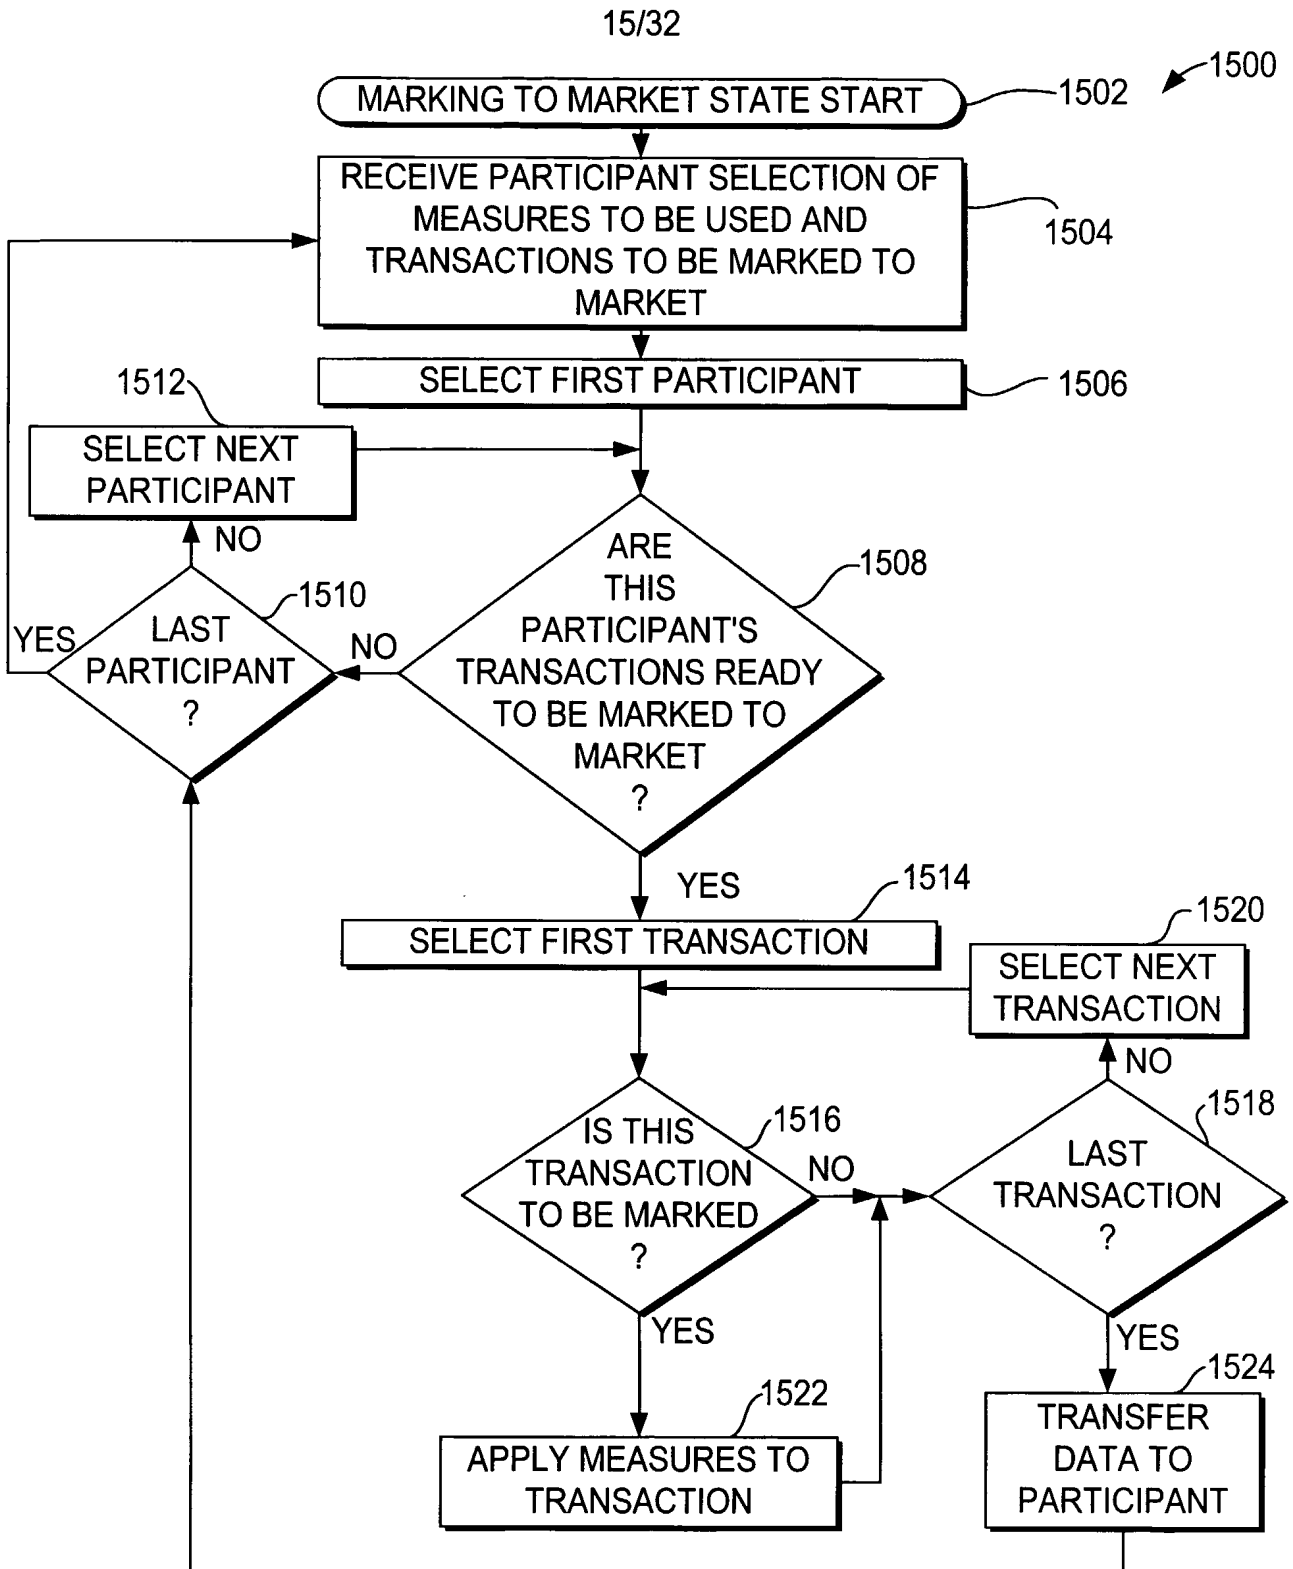 15/32
1500
MARKING TO MARKET STATE START
1502
RECEIVE PARTICIPANT SELECTION OF
MEASURES TO BE USED AND
TRANSACTIONS TO BE MARKED TO
MARKET
1504
SELECT FIRST PARTICIPANT
1506
1512
SELECT NEXT
PARTICIPANT
NO
1510
YES
LAST
PARTICIPANT
?
NO
ARE
THIS
PARTICIPANT'S
TRANSACTIONS READY
TO BE MARKED TO
MARKET
?
1508
YES
1514
SELECT FIRST TRANSACTION
1520
SELECT NEXT
TRANSACTION
NO
IS THIS
TRANSACTION
TO BE MARKED
?
1516
NO
1518
LAST
TRANSACTION
?
YES
YES
1522
APPLY MEASURES TO
TRANSACTION
1524
TRANSFER
DATA TO
PARTICIPANT